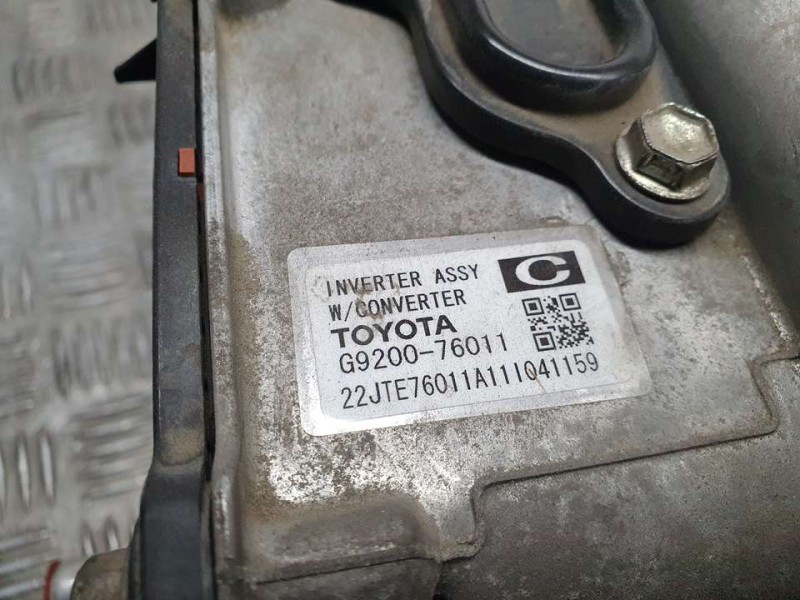 INVERTER ASSY C
W/CONVERTER
TOYOTA
G9200-76011
22JTE76011A11I041159